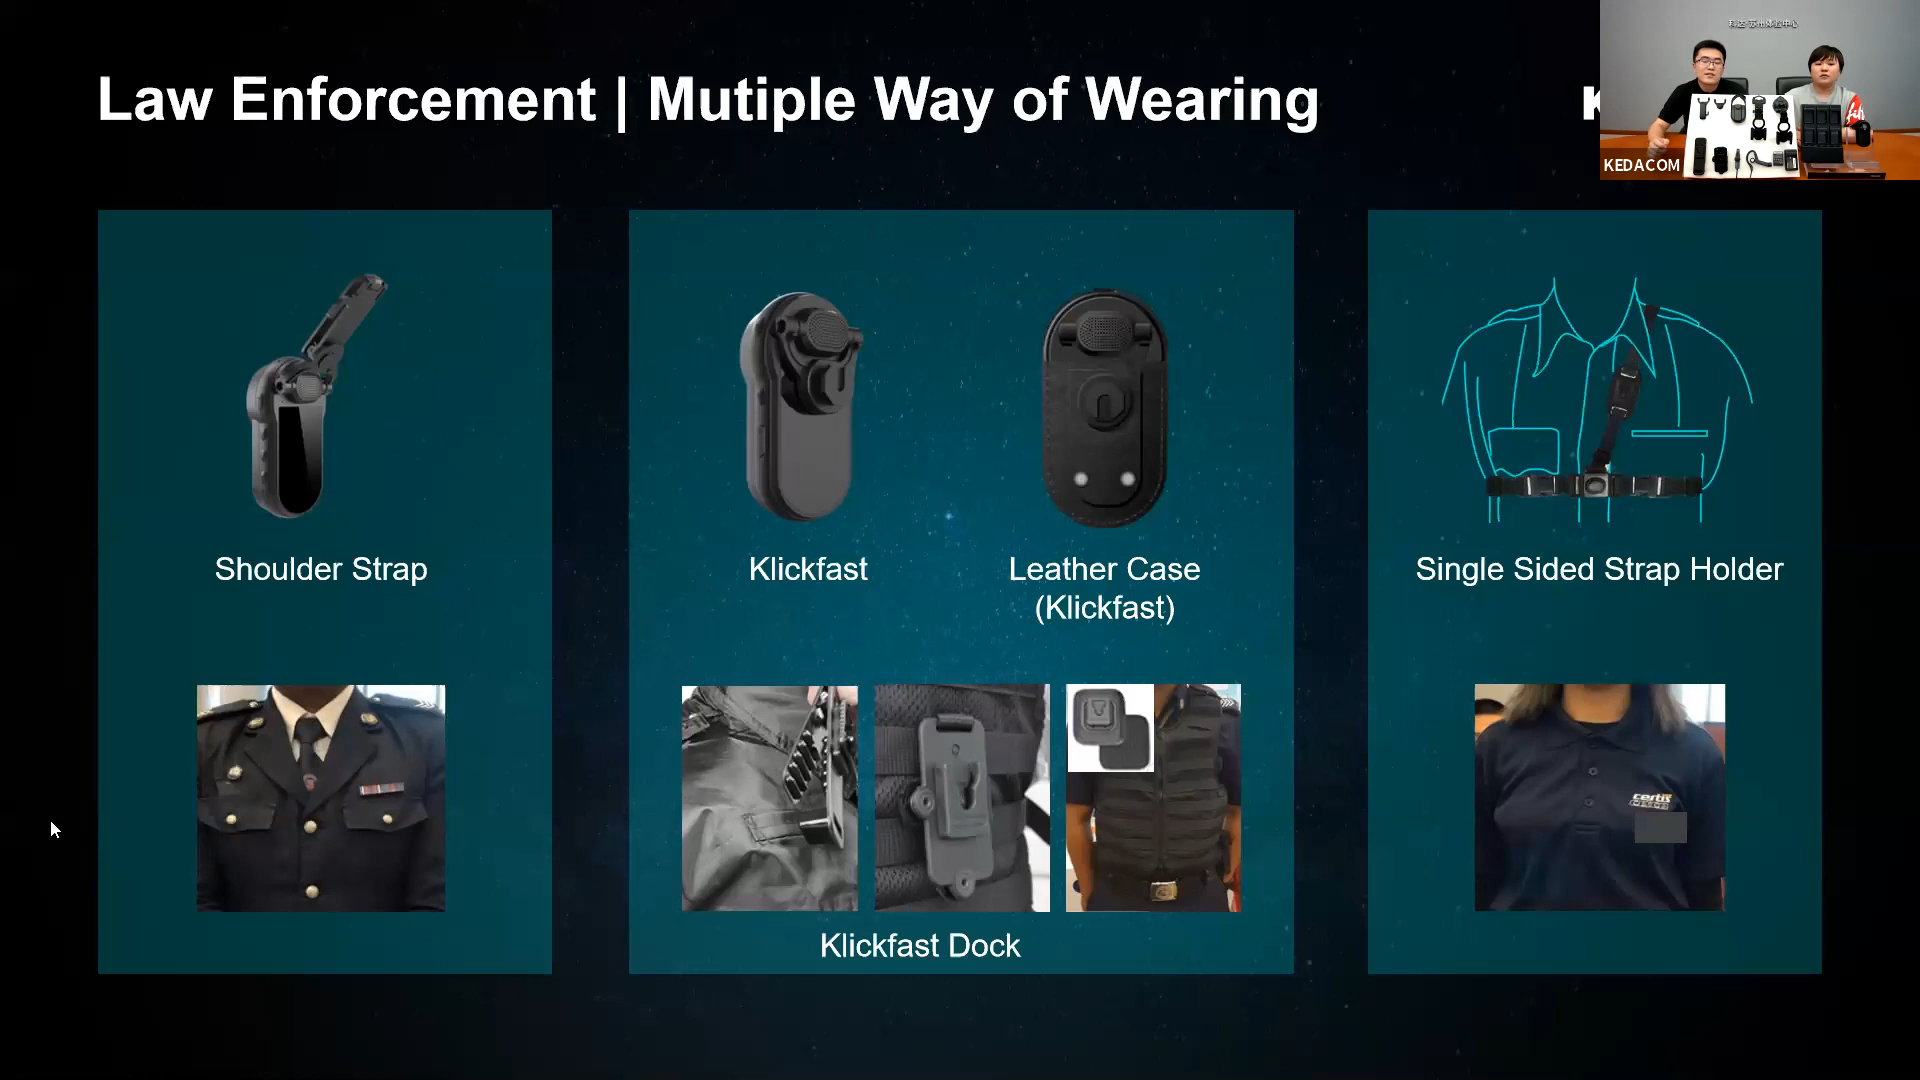 Law Enforcement | Mutiple Way of Wearing
KEDACOM
Shoulder Strap
Klickfast
Leather Case
(Klickfast)
Single Sided Strap Holder
certis
Klickfast Dock